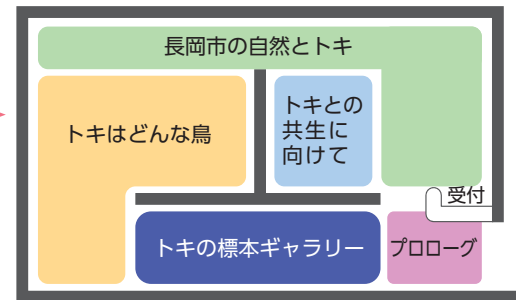 長岡市の自然とトキ
トキはどんな鳥
トキとの
共生に
向けて
受付
トキの標本ギャラリー
プロローグ